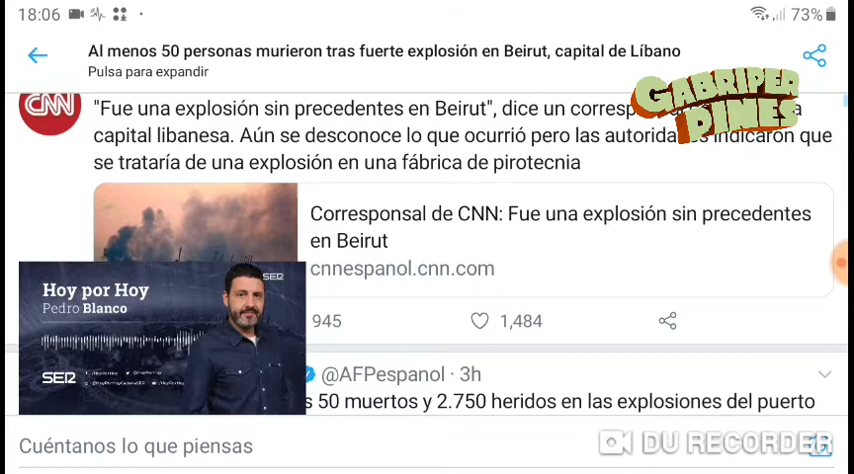 18:06
73%
Al menos 50 personas murieron tras fuerte explosión en Beirut, capital de Líbano
Pulsa para expandir
GABRIPER
DINES
CNN
"Fue una explosión sin precedentes en Beirut", dice un
capital libanesa. Aún se desconoce lo que ocurrió pero las indicaron que
se trataría de una explosión en una fábrica de pirotecnia
Corresponsal de CNN: Fue una explosión sin precedentes
en Beirut
cnnespanol.cnn.com
945
1,484
Hoy por Hoy
Pedro Blanco
SER
SER
@AFPespanol · 3h
50 muertos y 2.750 heridos en las explosiones del puerto
Cuéntanos lo que piensas
DU RECORDER